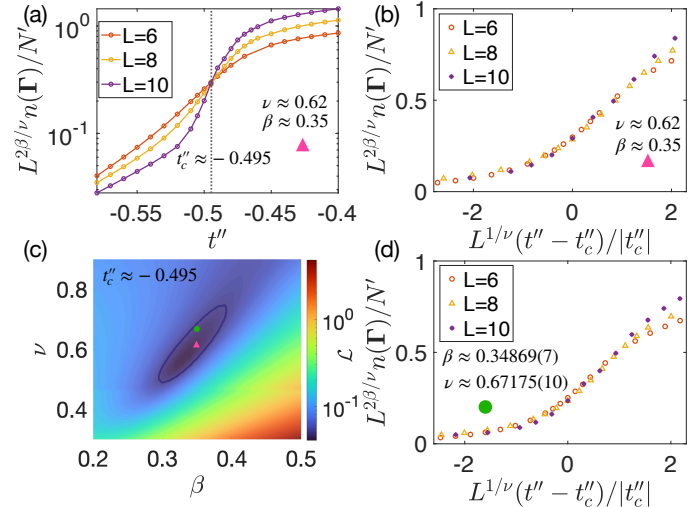 (a)
10⁰
10⁻¹
L^{2β/ν}n(Γ)/N′
L=6
L=8
L=10
ν ≈ 0.62
β ≈ 0.35
t″_c ≈ − 0.495
-0.55 -0.5 -0.45 -0.4
t″
(b)
1
0.5
0
L^{2β/ν}n(Γ)/N′
L=6
L=8
L=10
ν ≈ 0.62
β ≈ 0.35
-2 0 2
L^{1/ν}(t″ − t″_c)/|t″_c|
(c)
t″_c ≈ − 0.495
0.8
0.6
0.4
ν
0.2 0.3 0.4 0.5
β
10⁰
10⁻¹
ℒ
(d)
1
0.5
0
L^{2β/ν}n(Γ)/N′
L=6
L=8
L=10
β ≈ 0.34869(7)
ν ≈ 0.67175(10)
-2 0 2
L^{1/ν}(t″ − t″_c)/|t″_c|